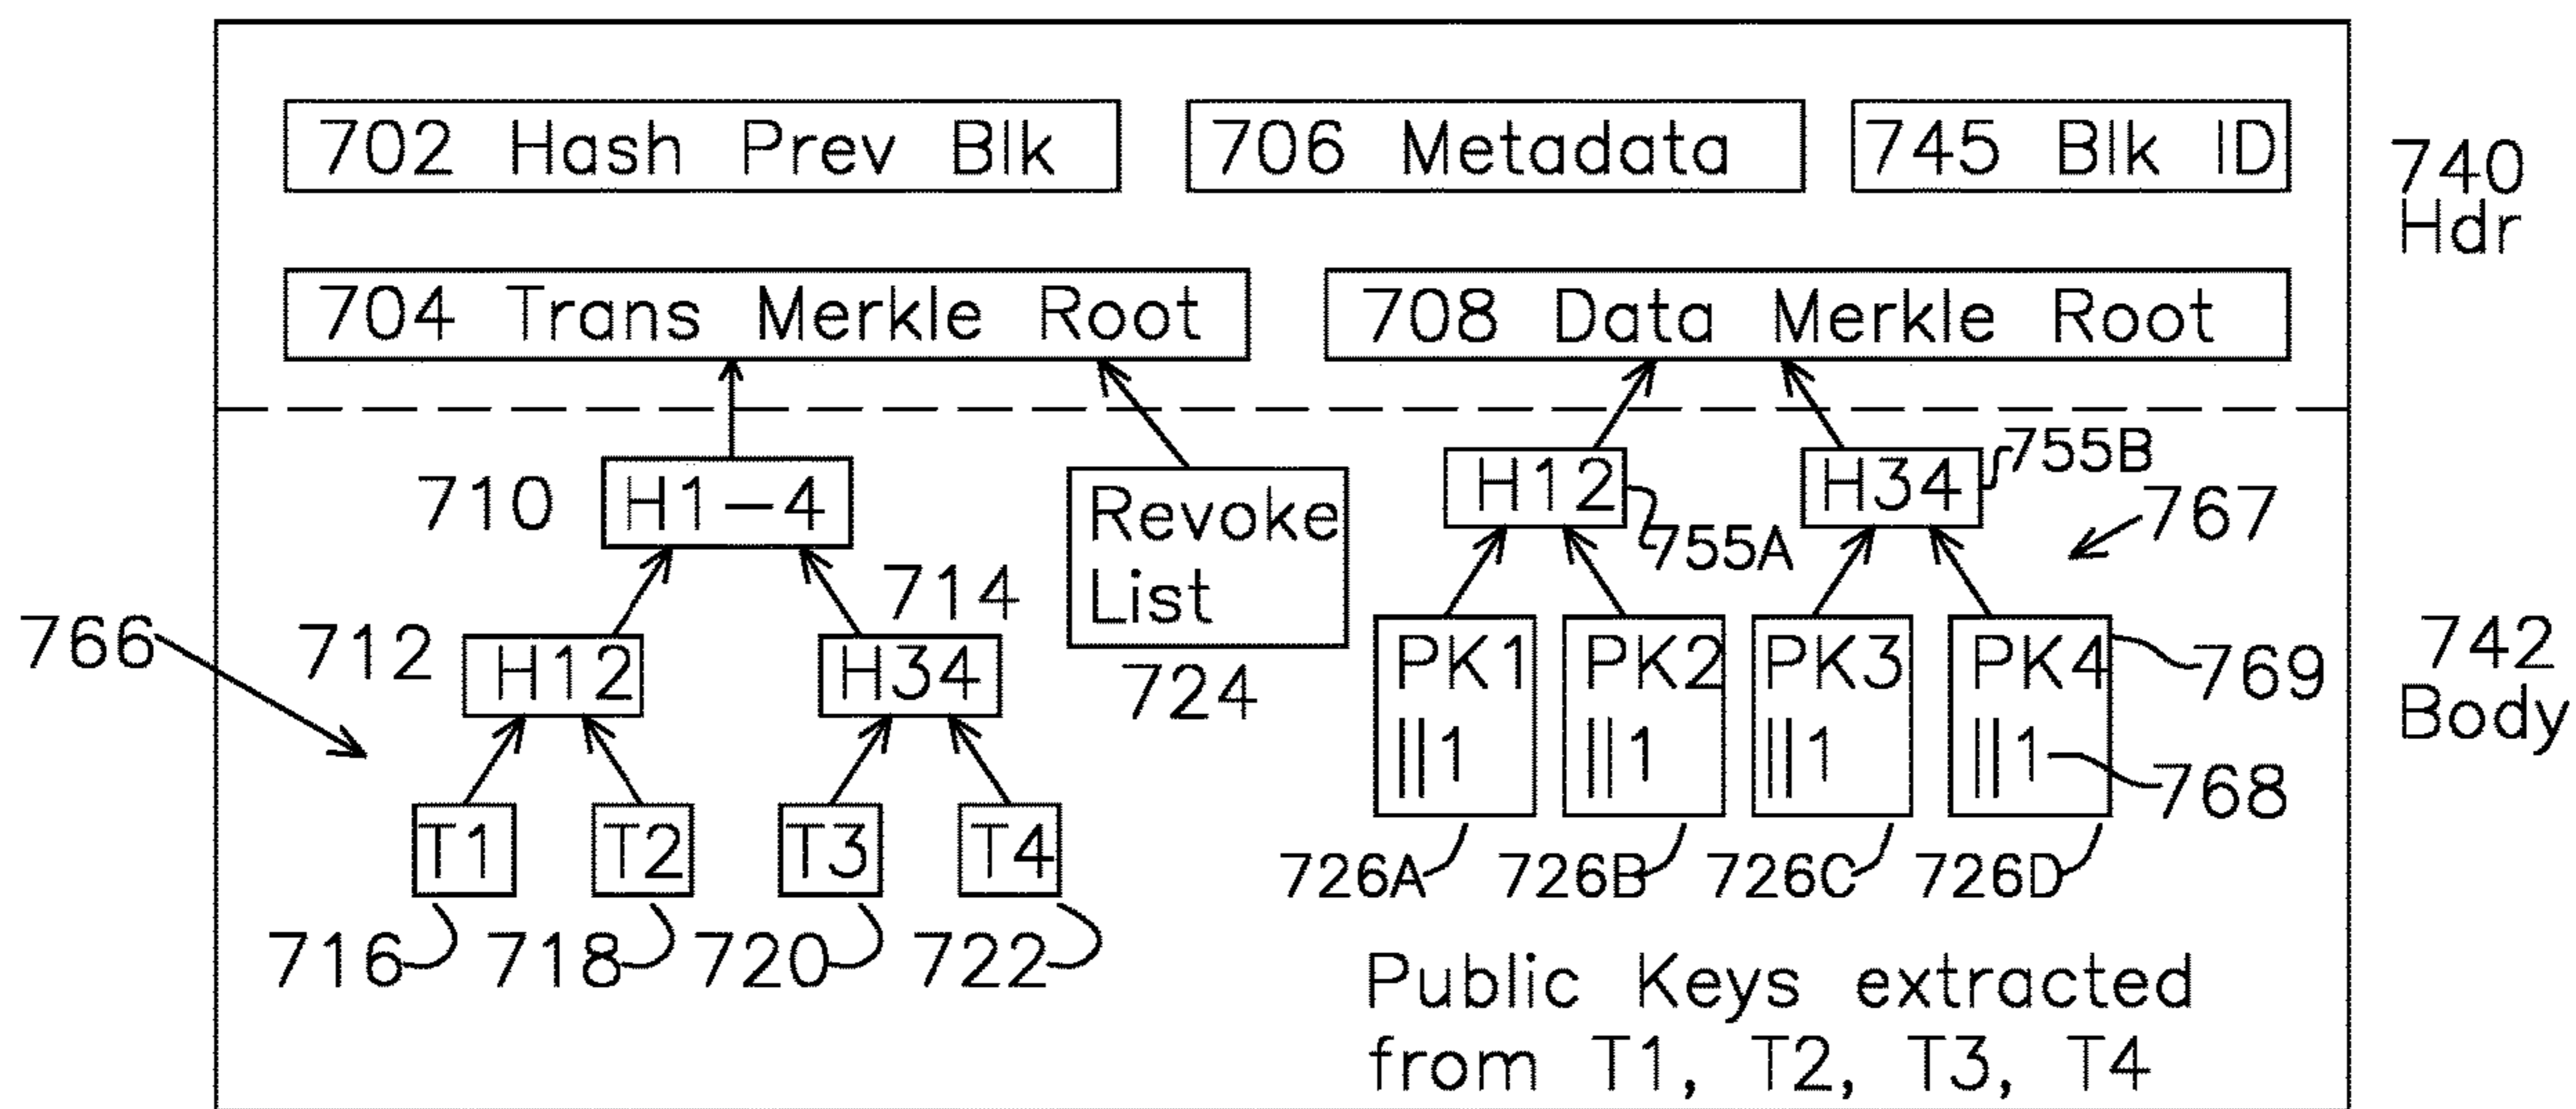 702 Hash Prev Blk
706 Metadata
745 Blk ID
740
Hdr
704 Trans Merkle Root
708 Data Merkle Root
710
H1-4
Revoke
List
724
H12
755A
H34
755B
767
766
712
H12
714
H34
PK1
||1
PK2
||1
PK3
||1
PK4
||1
769
768
742
Body
T1
T2
T3
T4
716
718
720
722
726A
726B
726C
726D
Public Keys extracted
from T1, T2, T3, T4